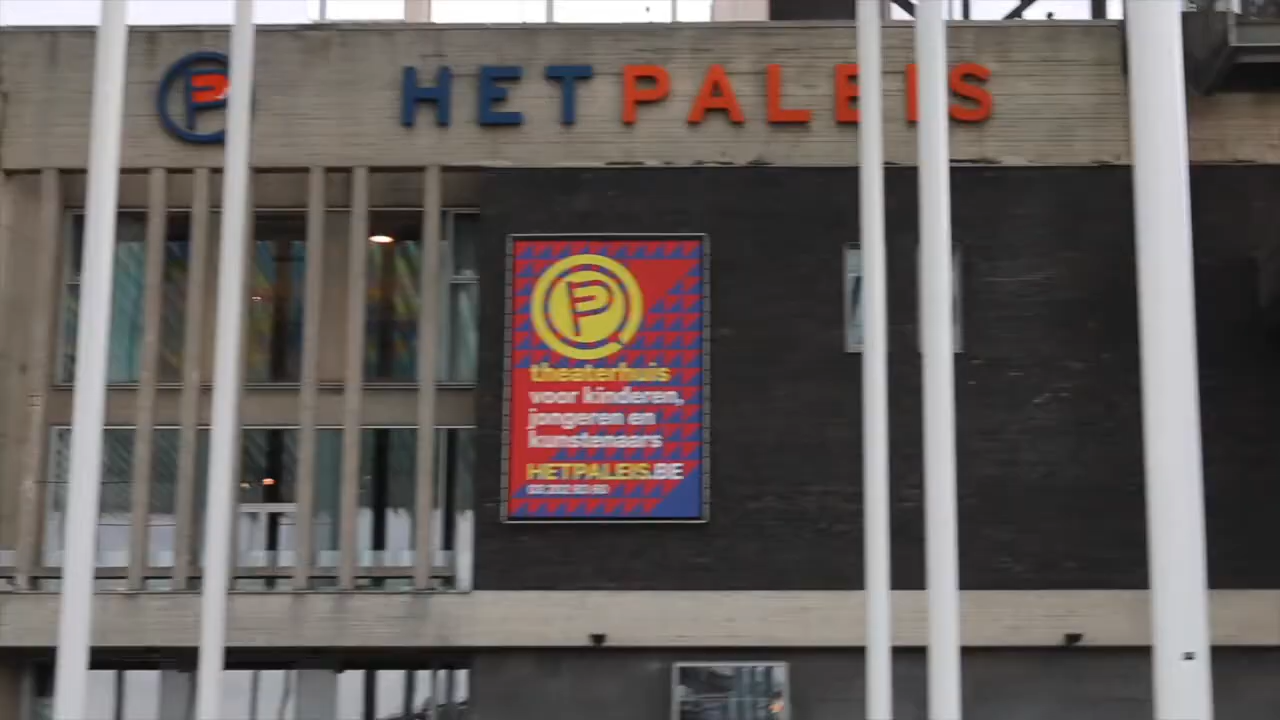 P HETPALEIS
P
theaterhuis
voor kinderen,
jongeren en
kunstenaars
HETPALEIS.BE